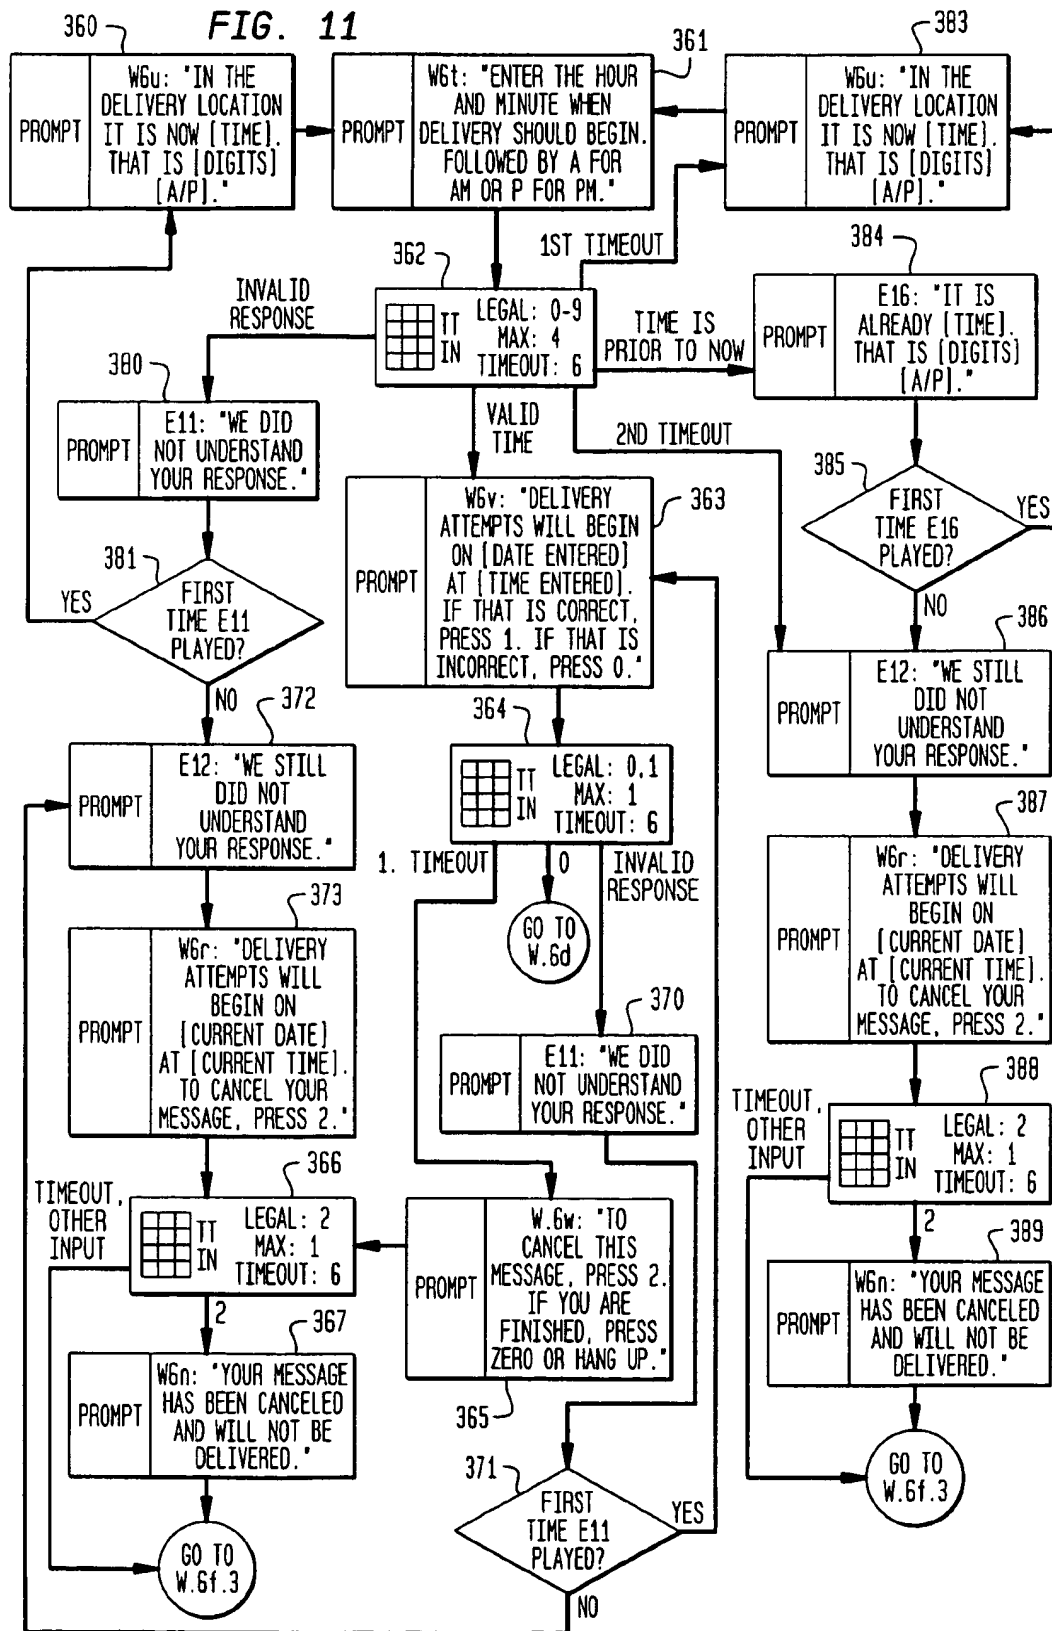 FIG. 11
360
PROMPT
W6u: "IN THE
DELIVERY LOCATION
IT IS NOW [TIME].
THAT IS [DIGITS]
[A/P]."
361
PROMPT
W6t: "ENTER THE HOUR
AND MINUTE WHEN
DELIVERY SHOULD BEGIN.
FOLLOWED BY A FOR
AM OR P FOR PM."
383
PROMPT
W6u: "IN THE
DELIVERY LOCATION
IT IS NOW [TIME].
THAT IS [DIGITS]
[A/P]."
1ST TIMEOUT
362
TT
IN
LEGAL: 0-9
MAX: 4
TIMEOUT: 6
INVALID
RESPONSE
TIME IS
PRIOR TO NOW
384
PROMPT
E16: "IT IS
ALREADY [TIME].
THAT IS [DIGITS]
[A/P]."
380
PROMPT
E11: "WE DID
NOT UNDERSTAND
YOUR RESPONSE."
VALID
TIME
2ND TIMEOUT
385
FIRST
TIME E16
PLAYED?
YES
NO
381
FIRST
TIME E11
PLAYED?
YES
NO
363
PROMPT
W6v: "DELIVERY
ATTEMPTS WILL BEGIN
ON [DATE ENTERED]
AT [TIME ENTERED].
IF THAT IS CORRECT,
PRESS 1. IF THAT IS
INCORRECT, PRESS 0."
386
PROMPT
E12: "WE STILL
DID NOT
UNDERSTAND
YOUR RESPONSE."
372
PROMPT
E12: "WE STILL
DID NOT
UNDERSTAND
YOUR RESPONSE."
364
TT
IN
LEGAL: 0,1
MAX: 1
TIMEOUT: 6
1. TIMEOUT
0
INVALID
RESPONSE
GO TO
W.6d
387
PROMPT
W6r: "DELIVERY
ATTEMPTS WILL
BEGIN ON
[CURRENT DATE]
AT [CURRENT TIME].
TO CANCEL YOUR
MESSAGE, PRESS 2."
373
PROMPT
W6r: "DELIVERY
ATTEMPTS WILL
BEGIN ON
[CURRENT DATE]
AT [CURRENT TIME].
TO CANCEL YOUR
MESSAGE, PRESS 2."
370
PROMPT
E11: "WE DID
NOT UNDERSTAND
YOUR RESPONSE."
388
TIMEOUT,
OTHER
INPUT
TT
IN
LEGAL: 2
MAX: 1
TIMEOUT: 6
2
366
TIMEOUT,
OTHER
INPUT
TT
IN
LEGAL: 2
MAX: 1
TIMEOUT: 6
2
PROMPT
W.6w: "TO
CANCEL THIS
MESSAGE, PRESS 2.
IF YOU ARE
FINISHED, PRESS
ZERO OR HANG UP."
365
389
PROMPT
W6n: "YOUR MESSAGE
HAS BEEN CANCELED
AND WILL NOT BE
DELIVERED."
367
PROMPT
W6n: "YOUR MESSAGE
HAS BEEN CANCELED
AND WILL NOT BE
DELIVERED."
371
FIRST
TIME E11
PLAYED?
YES
NO
GO TO
W.6f.3
GO TO
W.6f.3